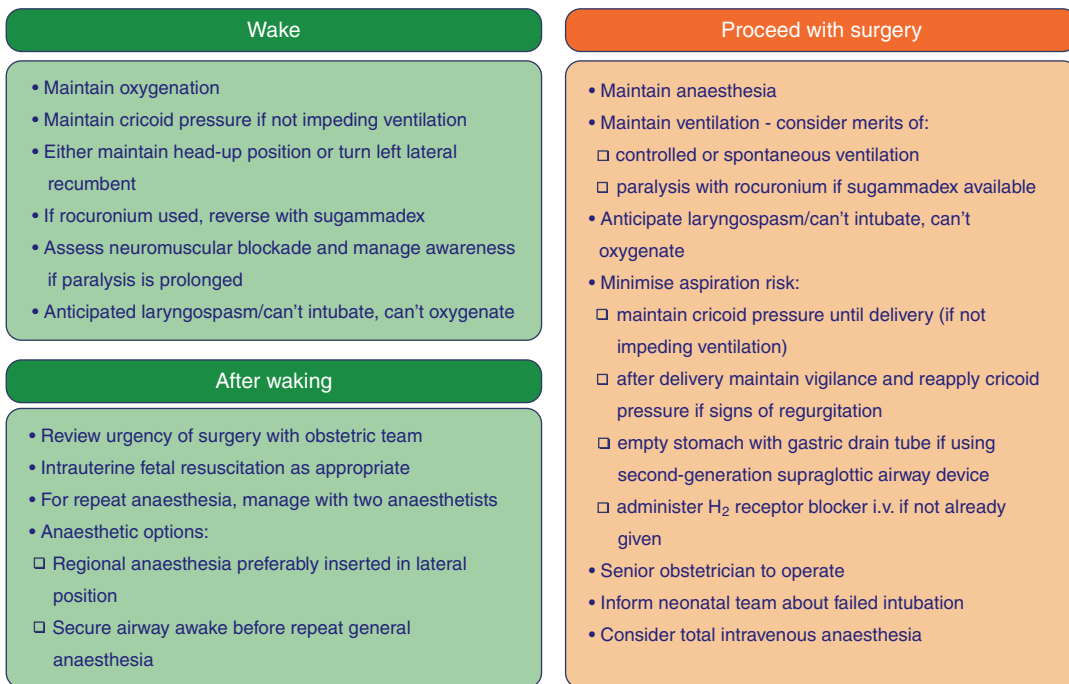 Wake
• Maintain oxygenation
• Maintain cricoid pressure if not impeding ventilation
• Either maintain head-up position or turn left lateral
recumbent
• If rocuronium used, reverse with sugammadex
• Assess neuromuscular blockade and manage awareness
if paralysis is prolonged
• Anticipated laryngospasm/can't intubate, can't oxygenate
After waking
• Review urgency of surgery with obstetric team
• Intrauterine fetal resuscitation as appropriate
• For repeat anaesthesia, manage with two anaesthetists
• Anaesthetic options:
❑ Regional anaesthesia preferably inserted in lateral
position
❑ Secure airway awake before repeat general
anaesthesia
Proceed with surgery
• Maintain anaesthesia
• Maintain ventilation - consider merits of:
❑ controlled or spontaneous ventilation
❑ paralysis with rocuronium if sugammadex available
• Anticipate laryngospasm/can't intubate, can't
oxygenate
• Minimise aspiration risk:
❑ maintain cricoid pressure until delivery (if not
impeding ventilation)
❑ after delivery maintain vigilance and reapply cricoid
pressure if signs of regurgitation
❑ empty stomach with gastric drain tube if using
second-generation supraglottic airway device
❑ administer H₂ receptor blocker i.v. if not already
given
• Senior obstetrician to operate
• Inform neonatal team about failed intubation
• Consider total intravenous anaesthesia